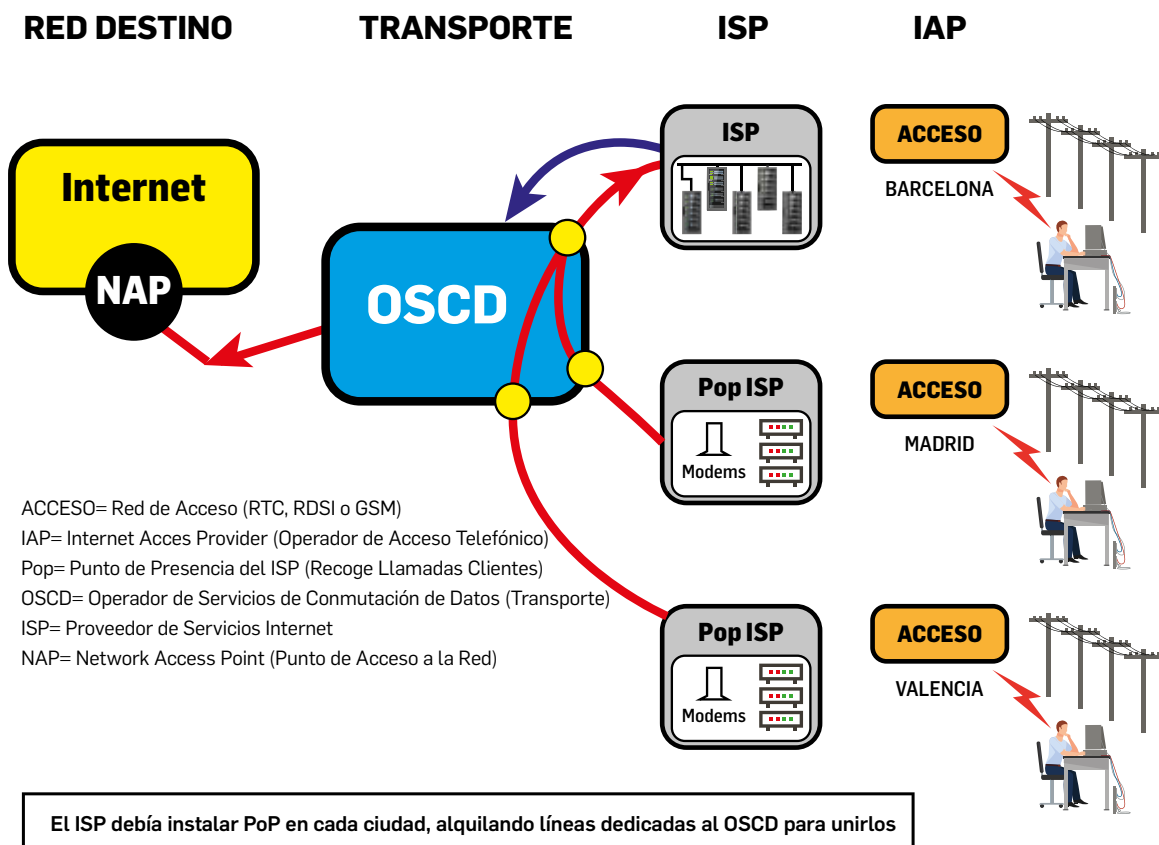 RED DESTINO
TRANSPORTE
ISP
IAP
Internet
NAP
OSCD
ISP
ACCESO
BARCELONA
Pop ISP
Modems
ACCESO
MADRID
Pop ISP
Modems
ACCESO
VALENCIA
ACCESO= Red de Acceso (RTC, RDSI o GSM)
IAP= Internet Acces Provider (Operador de Acceso Telefónico)
Pop= Punto de Presencia del ISP (Recoge Llamadas Clientes)
OSCD= Operador de Servicios de Conmutación de Datos (Transporte)
ISP= Proveedor de Servicios Internet
NAP= Network Access Point (Punto de Acceso a la Red)
El ISP debía instalar PoP en cada ciudad, alquilando líneas dedicadas al OSCD para unirlos